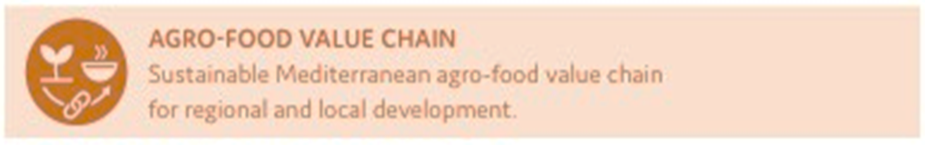 AGRO-FOOD VALUE CHAIN
Sustainable Mediterranean agro-food value chain
for regional and local development.